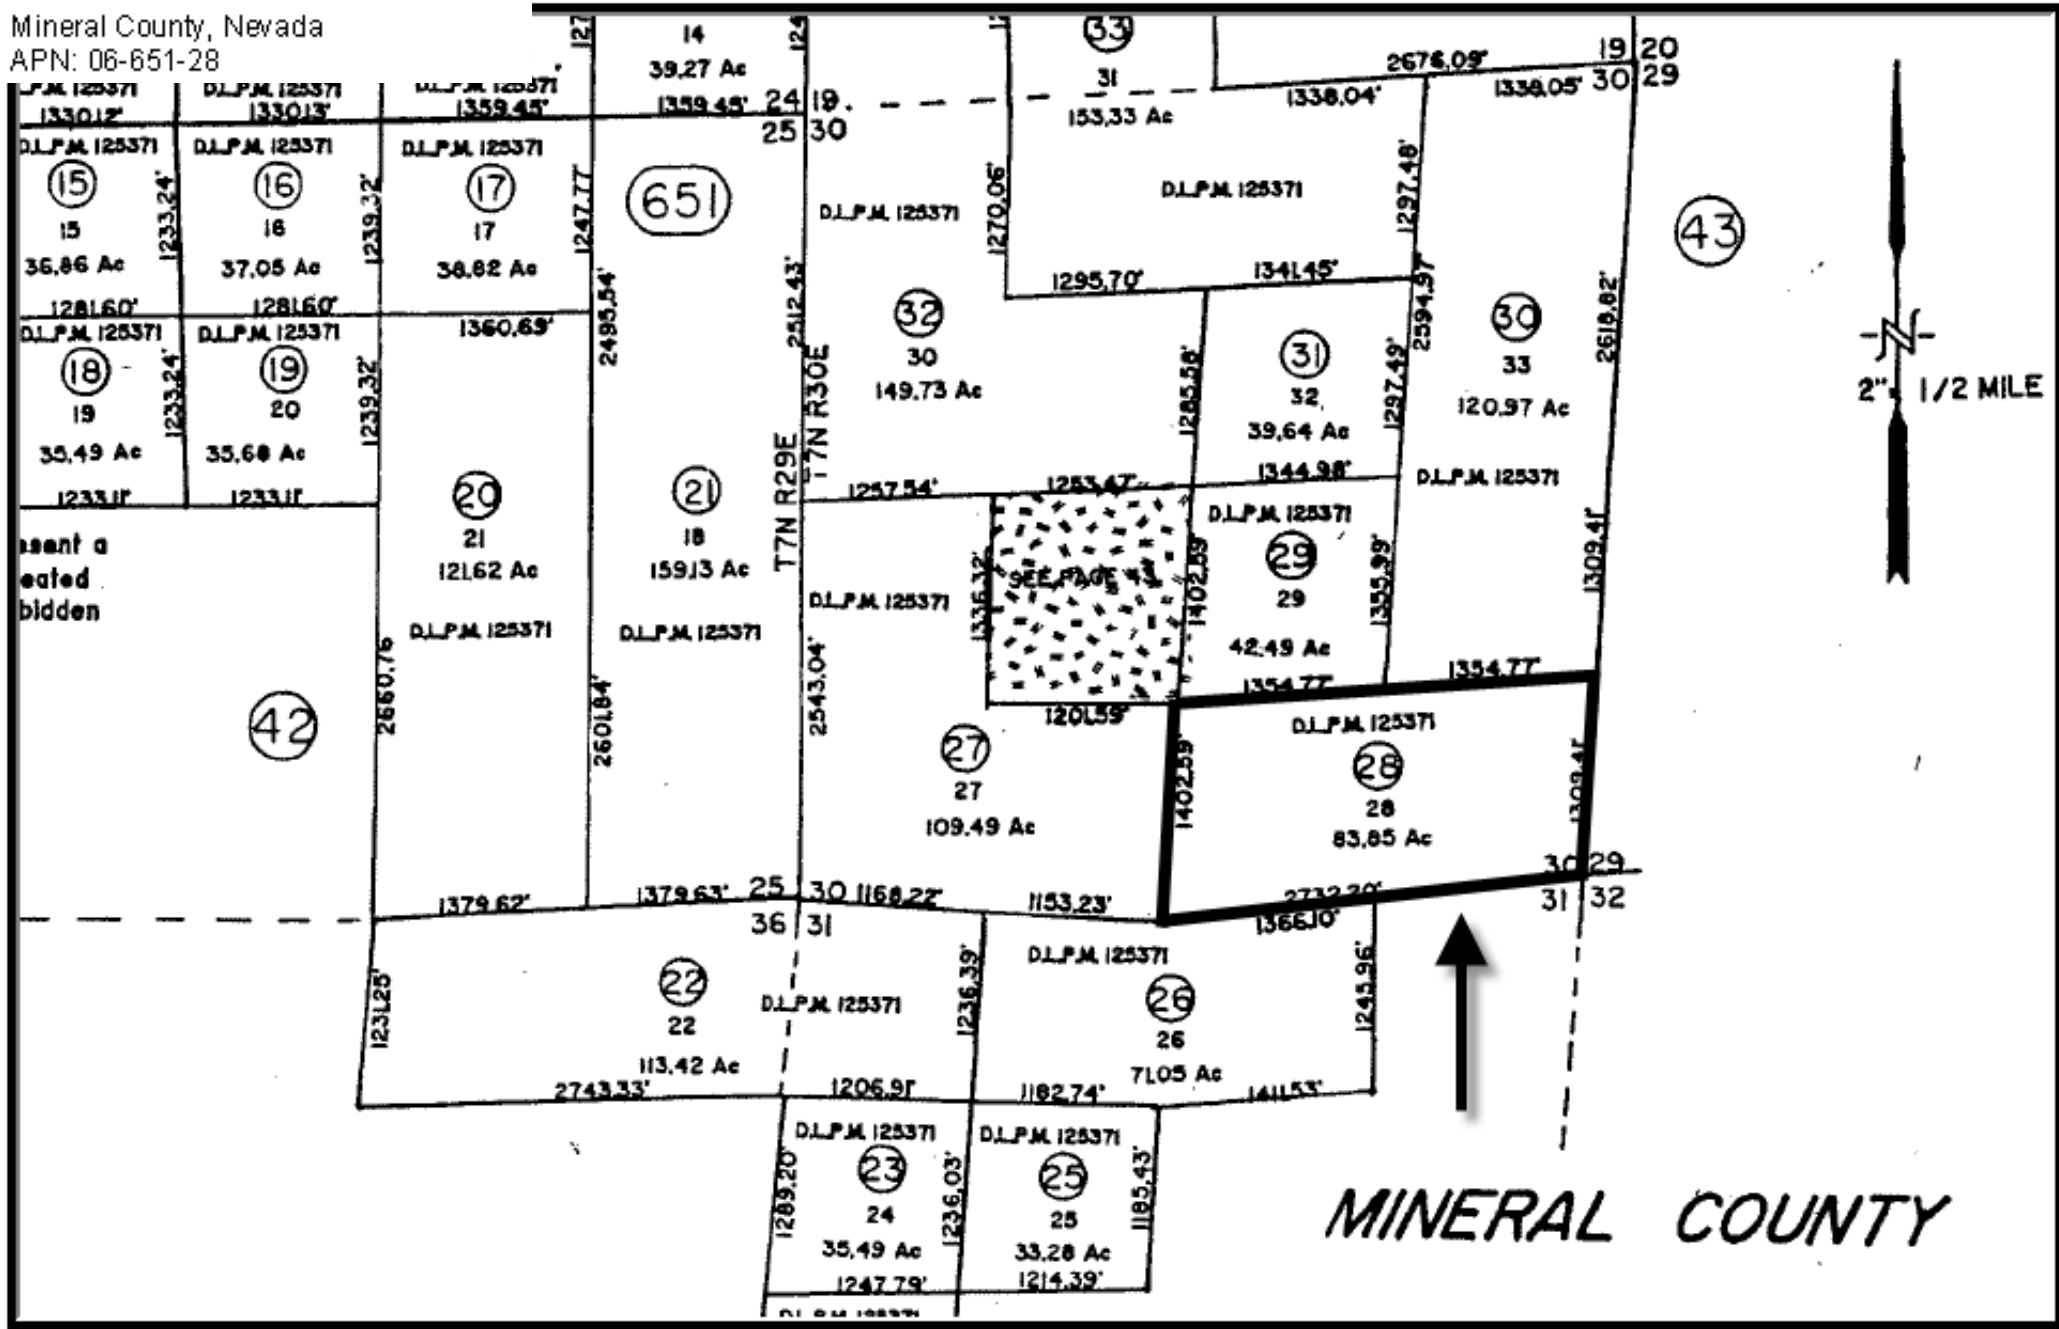 Mineral County, Nevada
APN: 06-651-28
14
39.27 Ac
1359.45'
33
31
153.33 Ac
2676.09'
1338.04'
1338.05'
19 20
30 29
24 19
25 30
D.L.P.M. 125371
1330.12'
D.L.P.M. 125371
1330.13'
D.L.P.M. 125371
1359.45'
D.L.P.M. 125371
15
15
36.86 Ac
1281.60'
1233.24'
D.L.P.M. 125371
16
16
37.05 Ac
1281.60'
1239.32'
D.L.P.M. 125371
17
17
38.82 Ac
1360.69'
1247.77'
651
D.L.P.M. 125371
2512.43'
1270.06'
D.L.P.M. 125371
1297.48'
1295.70'
1341.45'
43
D.L.P.M. 125371
18
19
35.49 Ac
1233.11'
1233.24'
D.L.P.M. 125371
19
20
35.68 Ac
1233.11'
1239.32'
2495.54'
32
30
149.73 Ac
1257.54'
1253.47'
1285.58'
31
32
39.64 Ac
1344.98'
1297.49'
2594.97'
30
33
120.97 Ac
D.L.P.M. 125371
2618.82'
1309.41'
N
2" = 1/2 MILE
T7N R29E
T7N R30E
20
21
121.62 Ac
D.L.P.M. 125371
21
18
159.13 Ac
D.L.P.M. 125371
eated
bidden
42
2660.76
2601.84'
2543.04'
D.L.P.M. 125371
1336.32'
SEE PAGE
1402.59'
1201.59'
D.L.P.M. 125371
29
29
42.49 Ac
1355.99'
1354.77'
1354.77'
27
27
109.49 Ac
1402.59'
D.L.P.M. 125371
28
28
83.85 Ac
1309.41'
1379.62'
1379.63'
25 30
36 31
1168.22'
1153.23'
2732.20'
1366.10'
30 29
31 32
1231.25'
22
22
113.42 Ac
D.L.P.M. 125371
2743.33'
1206.91'
1236.39'
D.L.P.M. 125371
26
26
71.05 Ac
1182.74'
1411.53'
1245.96'
D.L.P.M. 125371
23
24
35.49 Ac
1247.79'
1289.20'
1236.03'
D.L.P.M. 125371
25
25
33.28 Ac
1214.39'
1185.43'
D.L.P.M. 125371
MINERAL COUNTY